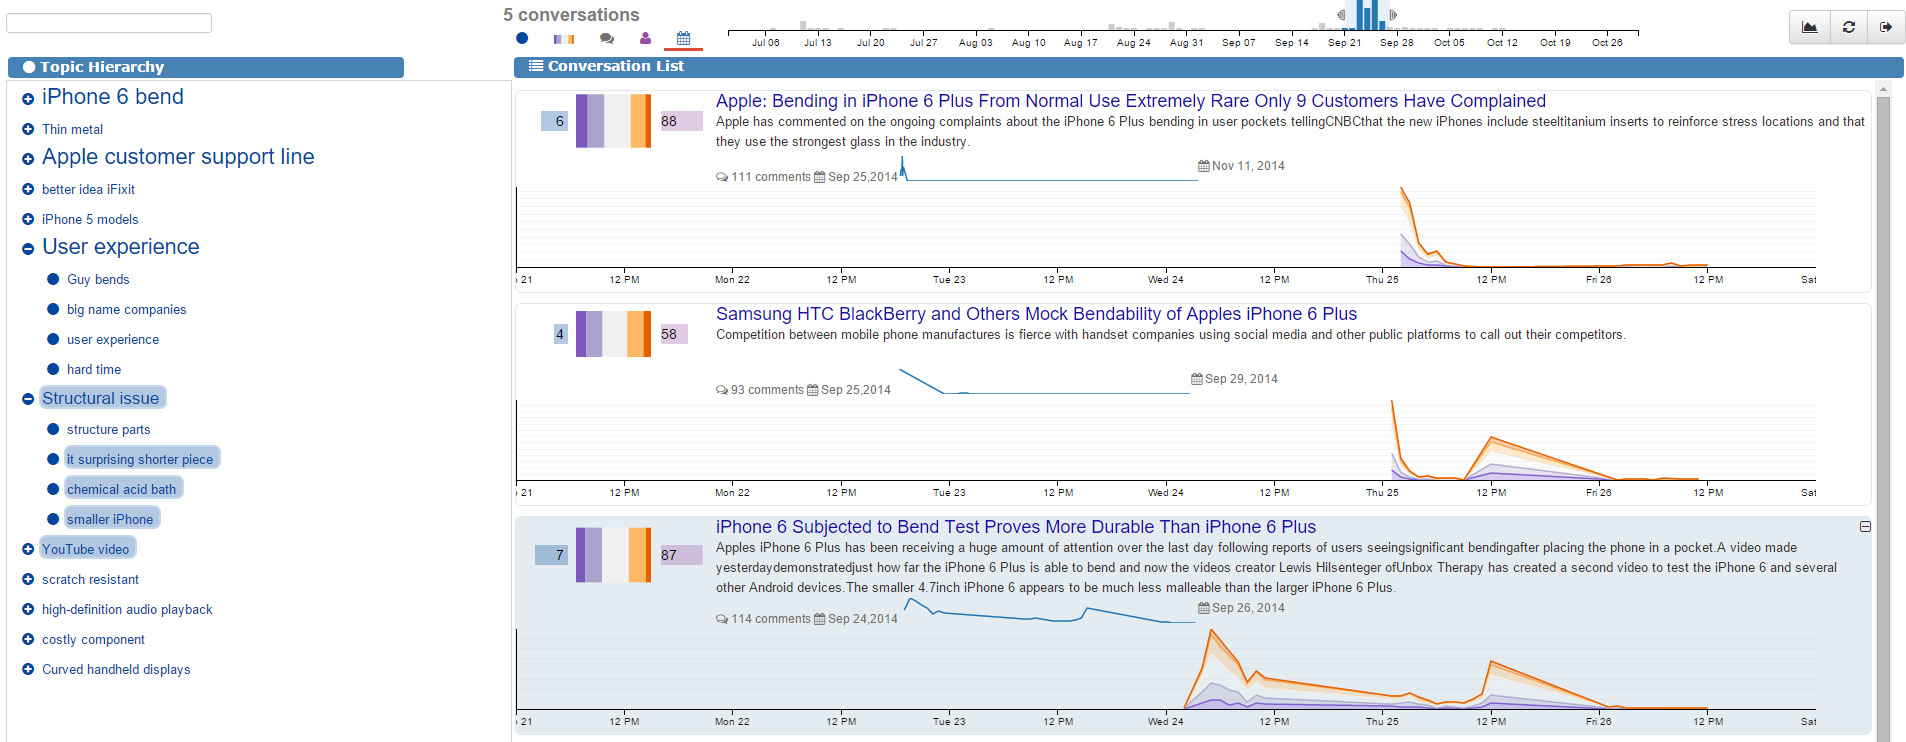 5 conversations
Jul 06 Jul 13 Jul 20 Jul 27 Aug 03 Aug 10 Aug 17 Aug 24 Aug 31 Sep 07 Sep 14 Sep 21 Sep 28 Oct 05 Oct 12 Oct 19 Oct 26
Topic Hierarchy
iPhone 6 bend
Thin metal
Apple customer support line
better idea iFixit
iPhone 5 models
User experience
Guy bends
big name companies
user experience
hard time
Structural issue
structure parts
it surprising shorter piece
chemical acid bath
smaller iPhone
YouTube video
scratch resistant
high-definition audio playback
costly component
Curved handheld displays
Conversation List
6 88
Apple: Bending in iPhone 6 Plus From Normal Use Extremely Rare Only 9 Customers Have Complained
Apple has commented on the ongoing complaints about the iPhone 6 Plus bending in user pockets tellingCNBCthat the new iPhones include steeltitanium inserts to reinforce stress locations and that
they use the strongest glass in the industry.
111 comments Sep 25,2014 Nov 11, 2014
21 12 PM Mon 22 12 PM Tue 23 12 PM Wed 24 12 PM Thu 25 12 PM Fri 26 12 PM Sat
4 58
Samsung HTC BlackBerry and Others Mock Bendability of Apples iPhone 6 Plus
Competition between mobile phone manufactures is fierce with handset companies using social media and other public platforms to call out their competitors.
93 comments Sep 25,2014 Sep 29, 2014
21 12 PM Mon 22 12 PM Tue 23 12 PM Wed 24 12 PM Thu 25 12 PM Fri 26 12 PM Sat
7 87
iPhone 6 Subjected to Bend Test Proves More Durable Than iPhone 6 Plus
Apples iPhone 6 Plus has been receiving a huge amount of attention over the last day following reports of users seeingsignificant bendingafter placing the phone in a pocket.A video made
yesterdaydemonstratedjust how far the iPhone 6 Plus is able to bend and now the videos creator Lewis Hilsenteger ofUnbox Therapy has created a second video to test the iPhone 6 and several
other Android devices.The smaller 4.7inch iPhone 6 appears to be much less malleable than the larger iPhone 6 Plus.
114 comments Sep 24,2014 Sep 26, 2014
21 12 PM Mon 22 12 PM Tue 23 12 PM Wed 24 12 PM Thu 25 12 PM Fri 26 12 PM Sat